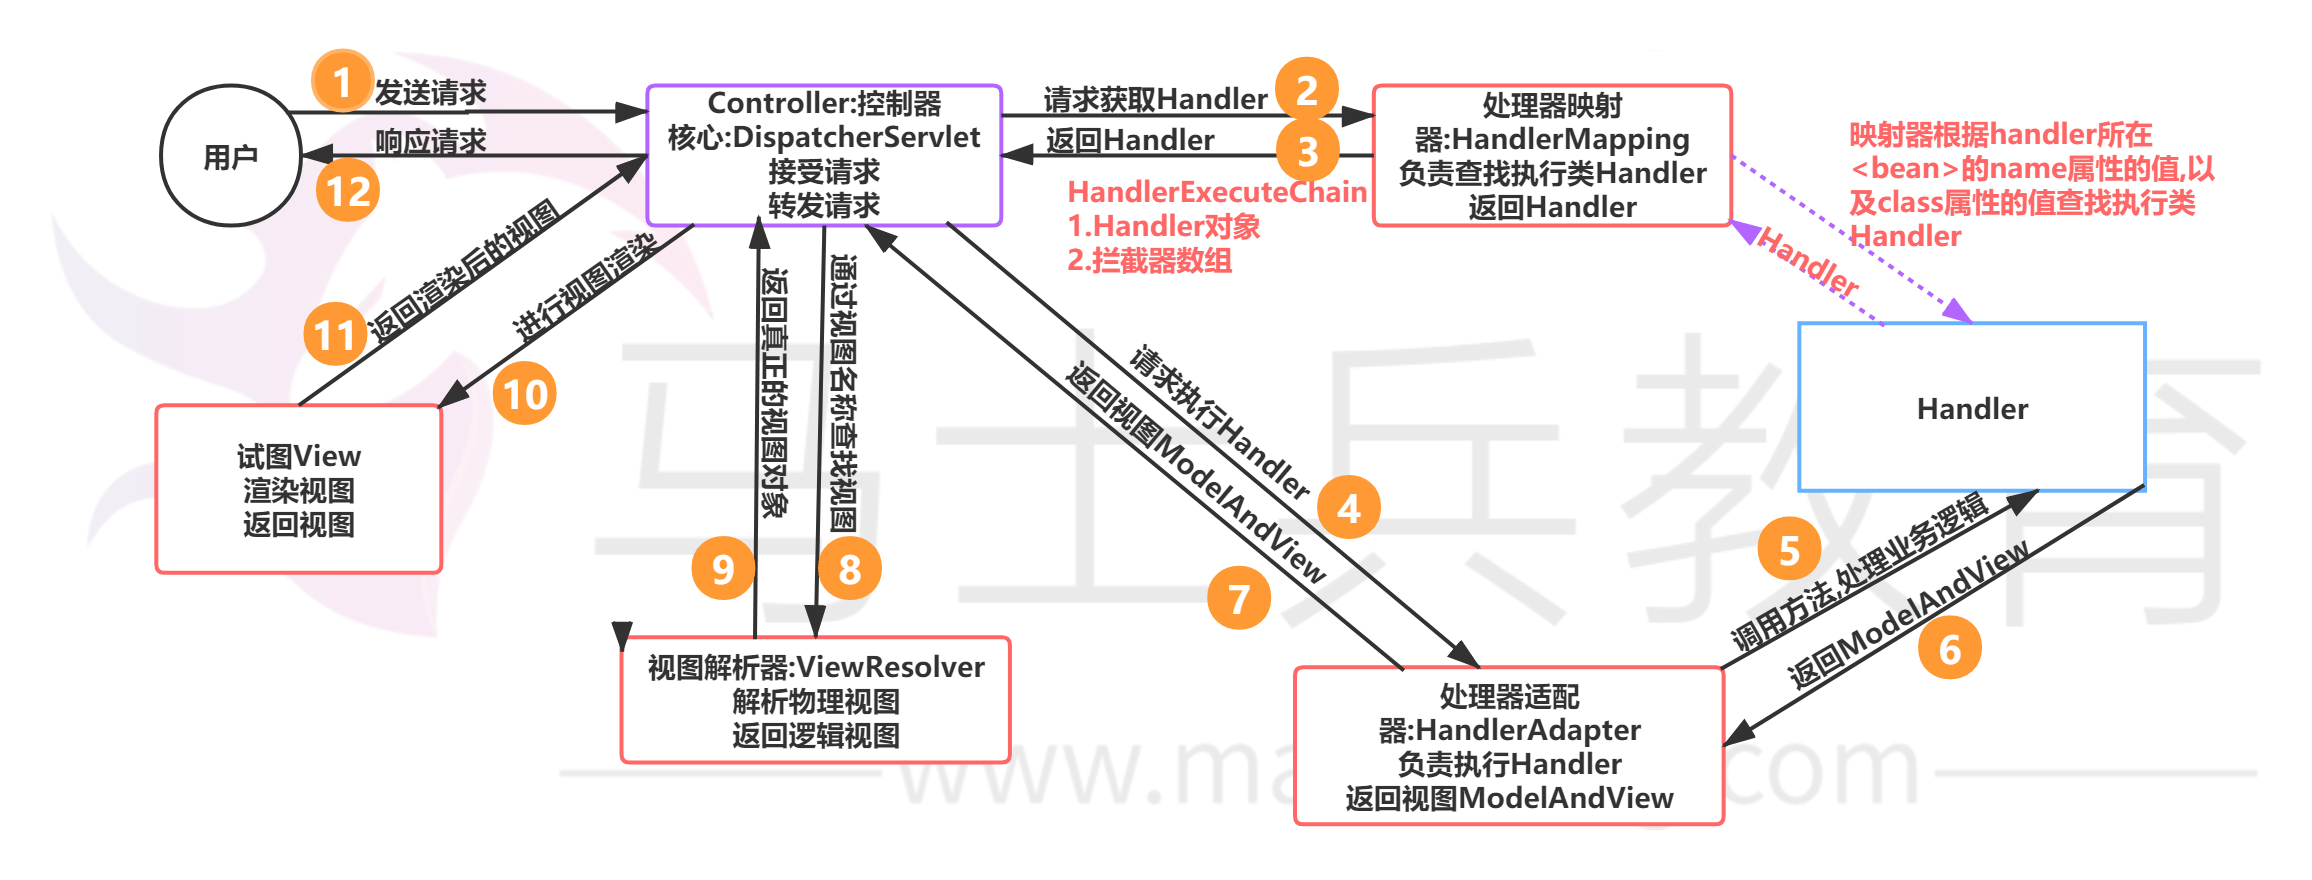 1
发送请求
响应请求
12
用户
Controller:控制器
核心:DispatcherServlet
接受请求
转发请求
请求获取Handler
2
返回Handler
3
HandlerExecuteChain
1.Handler对象
2.拦截器数组
处理器映射
器:HandlerMapping
负责查找执行类Handler
返回Handler
映射器根据handler所在
<bean>的name属性的值,以
及class属性的值查找执行类
Handler
Handler
Handler
返回渲染后的视图
11
进行视图渲染
10
试图View
渲染视图
返回视图
返回真正的视图对象
9
通过视图名称查找视图
8
视图解析器:ViewResolver
解析物理视图
返回逻辑视图
请求执行Handler
4
返回视图ModelAndView
7
调用方法,处理业务逻辑
5
返回ModelAndView
6
处理器适配
器:HandlerAdapter
负责执行Handler
返回视图ModelAndView
马士兵教育